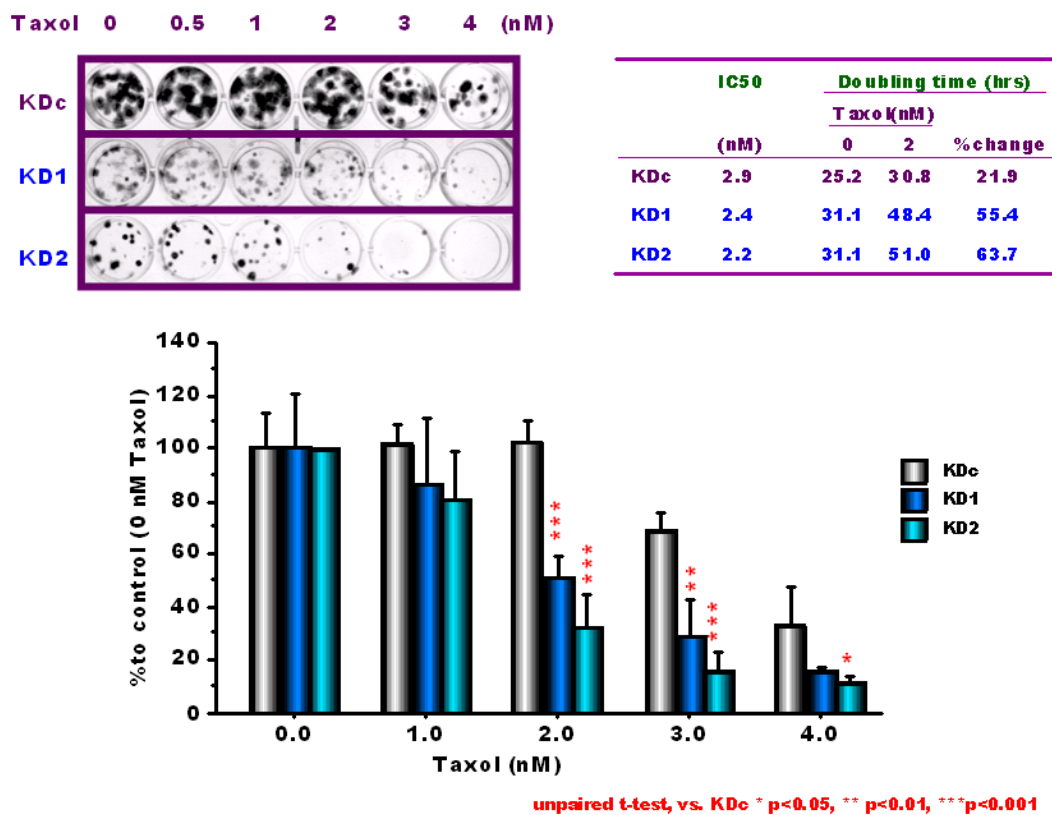 Taxol 0 0.5 1 2 3 4 (nM)
KDc
KD1
KD2
IC50 Doubling time (hrs)
Taxol(nM)
(nM) 0 2 %change
KDc 2.9 25.2 30.8 21.9
KD1 2.4 31.1 48.4 55.4
KD2 2.2 31.1 51.0 63.7
140
120
100
80
60
40
20
0
%to control (0 nM Taxol)
***
***
**
***
*
KDc
KD1
KD2
0.0 1.0 2.0 3.0 4.0
Taxol (nM)
unpaired t-test, vs. KDc * p<0.05, ** p<0.01, ***p<0.001